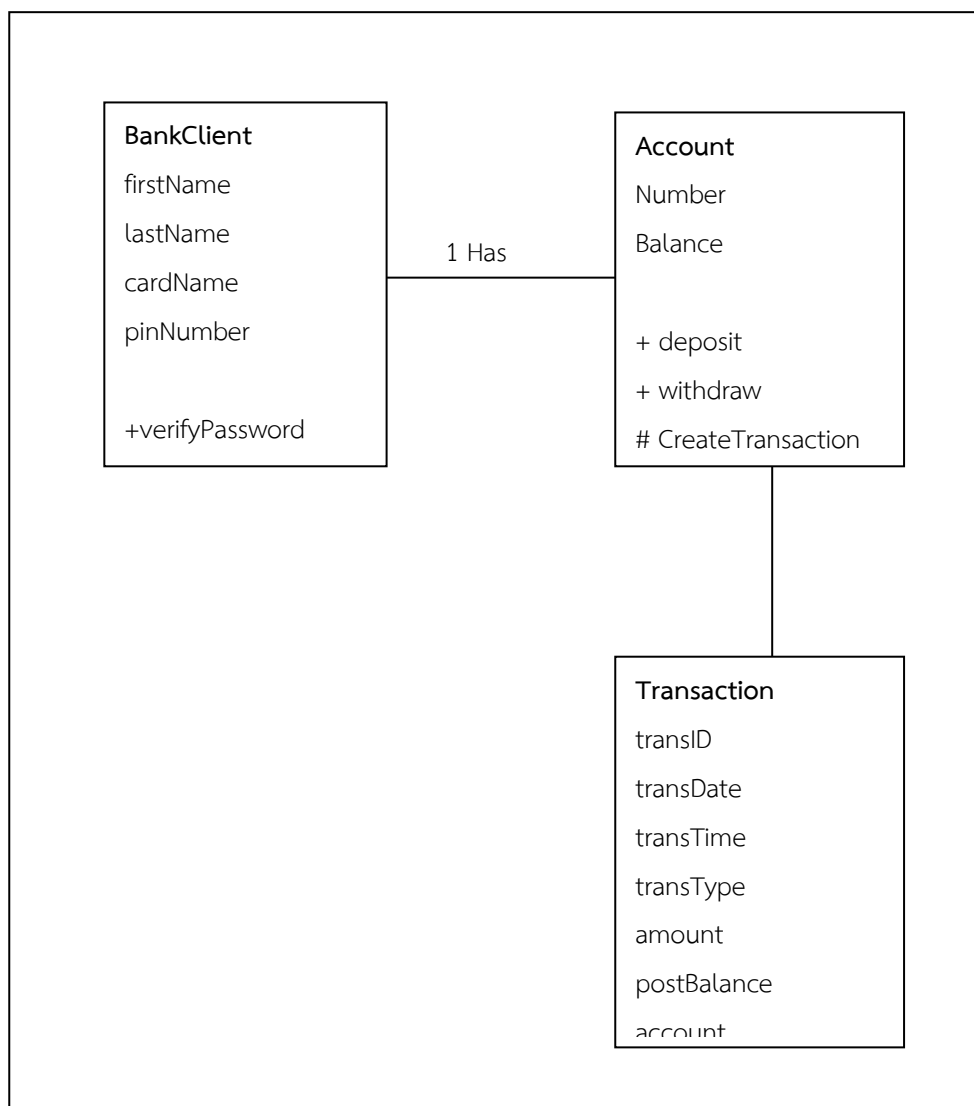 BankClient
firstName
lastName
cardName
pinNumber
+verifyPassword
1 Has
Account
Number
Balance
+ deposit
+ withdraw
# CreateTransaction
Transaction
transID
transDate
transTime
transType
amount
postBalance
account